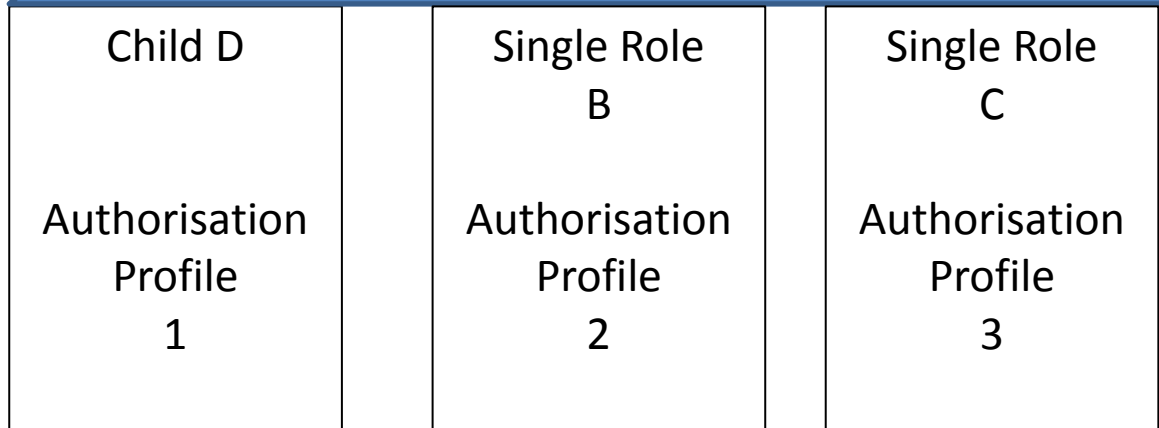 Child D
Authorisation
Profile
1
Single Role
B
Authorisation
Profile
2
Single Role
C
Authorisation
Profile
3